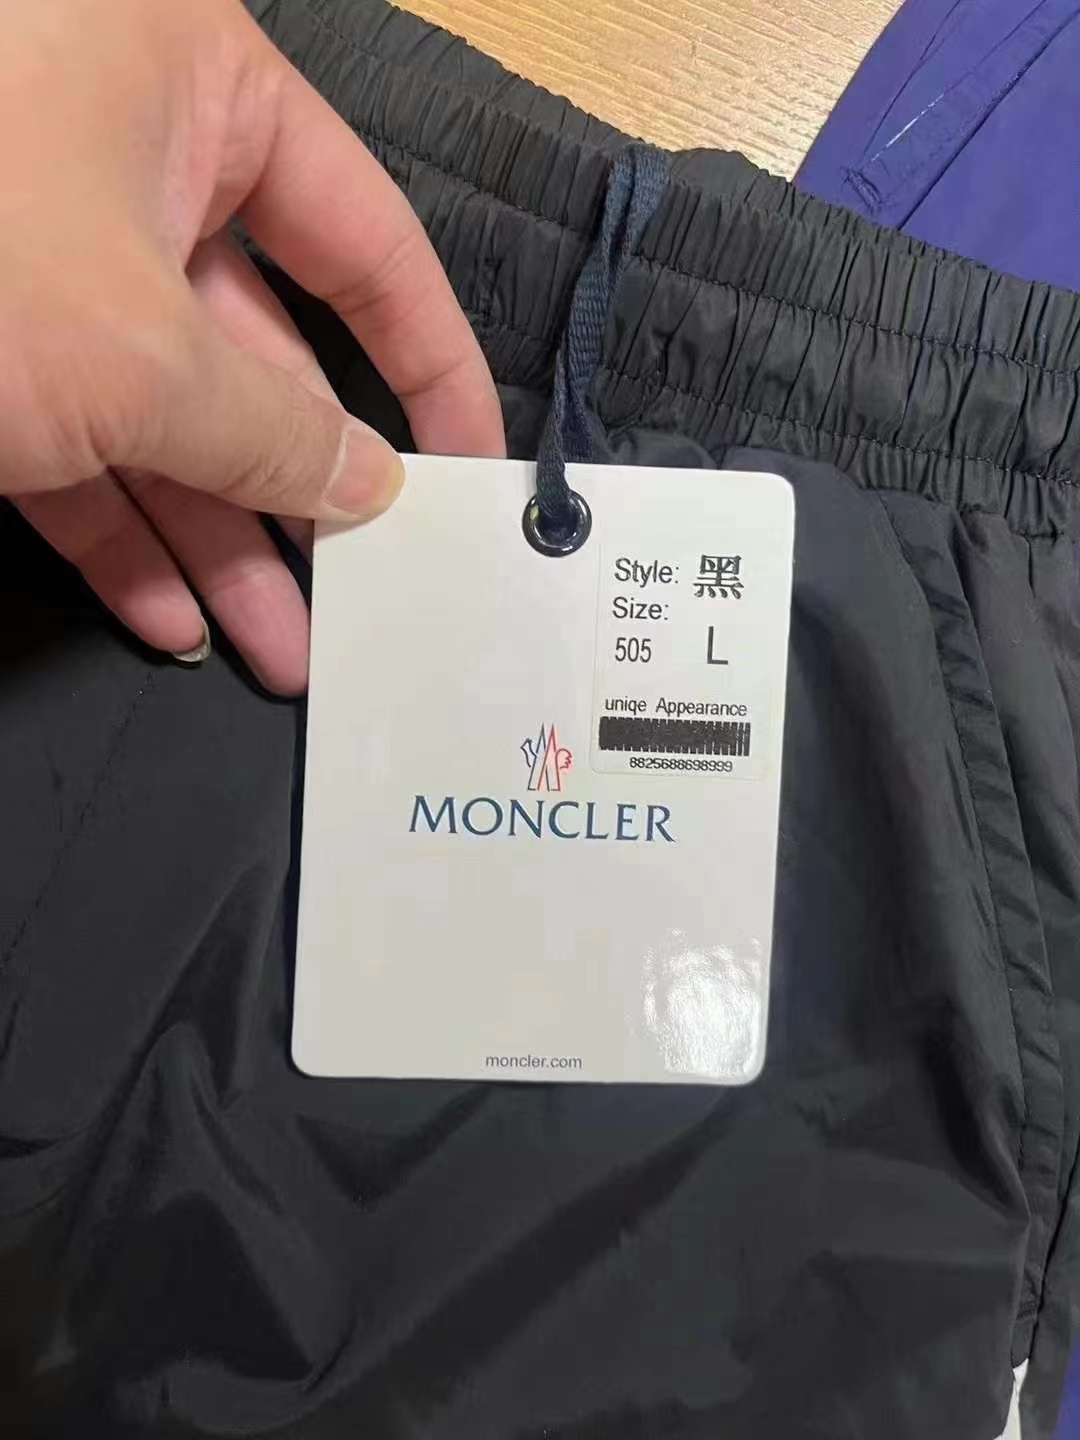 Style: 黑
Size:
505 L
uniqe Appearance
8825688698999
MONCLER
moncler.com